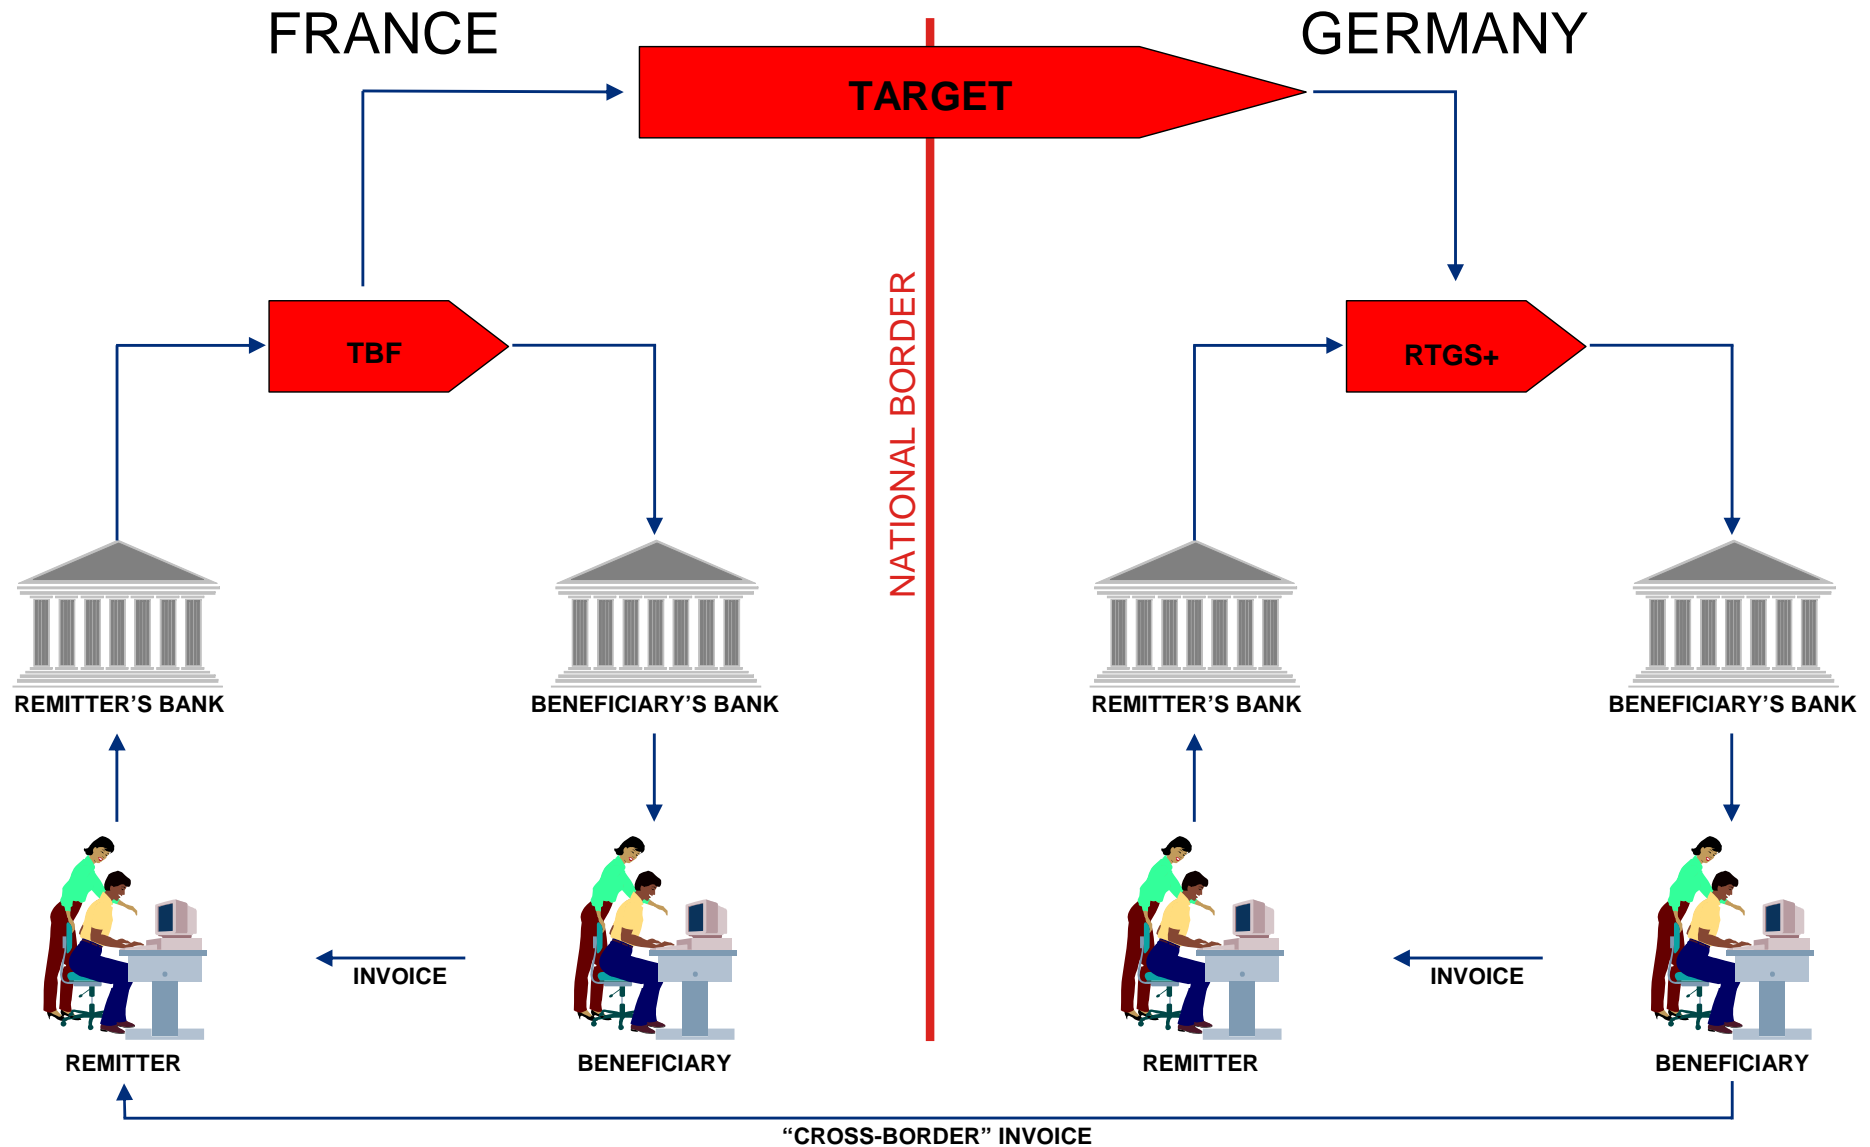 FRANCE
GERMANY
TARGET
NATIONAL BORDER
TBF
RTGS+
REMITTER’S BANK
BENEFICIARY’S BANK
REMITTER’S BANK
BENEFICIARY’S BANK
INVOICE
INVOICE
REMITTER
BENEFICIARY
REMITTER
BENEFICIARY
“CROSS-BORDER” INVOICE